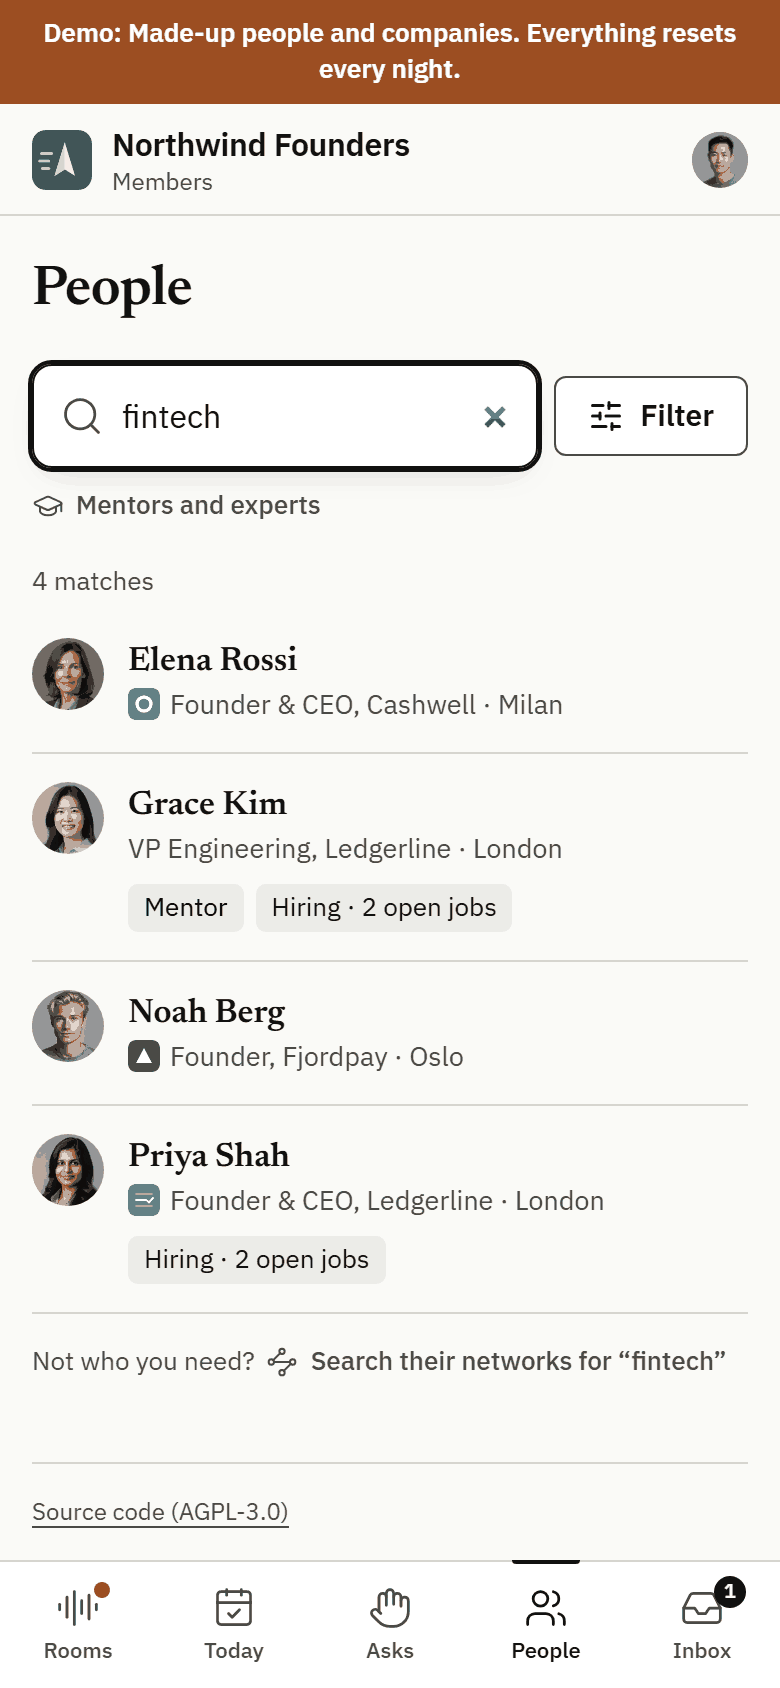 Demo: Made-up people and companies. Everything resets
every night.
Northwind Founders
Members
People
fintech
Filter
Mentors and experts
4 matches
Elena Rossi
Founder & CEO, Cashwell · Milan
Grace Kim
VP Engineering, Ledgerline · London
Mentor
Hiring · 2 open jobs
Noah Berg
Founder, Fjordpay · Oslo
Priya Shah
Founder & CEO, Ledgerline · London
Hiring · 2 open jobs
Not who you need? Search their networks for “fintech”
Source code (AGPL-3.0)
Rooms
Today
Asks
People
1
Inbox